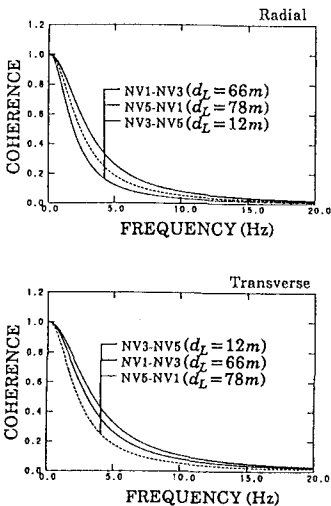 Radial
1.2
1.0
0.8
0.6
0.4
0.2
0.0
COHERENCE
NV1-NV3(dL=66m)
NV5-NV1(dL=78m)
NV3-NV5(dL=12m)
0.0 5.0 10.0 15.0 20.0
FREQUENCY (Hz)
Transverse
1.2
1.0
0.8
0.6
0.4
0.2
0.0
COHERENCE
NV3-NV5(dL=12m)
NV1-NV3(dL=66m)
NV5-NV1(dL=78m)
0.0 5.0 10.0 15.0 20.0
FREQUENCY (Hz)